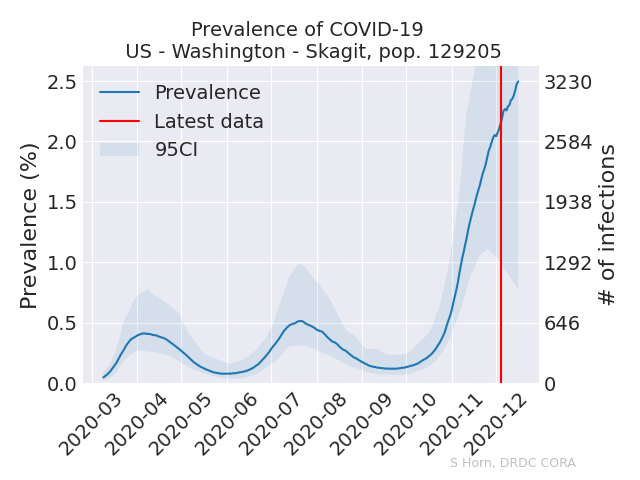 Prevalence of COVID-19
US - Washington - Skagit, pop. 129205
Prevalence
Latest data
95CI
Prevalence (%)
2.5
2.0
1.5
1.0
0.5
0.0
3230
2584
1938
1292
646
0
# of infections
2020-03
2020-04
2020-05
2020-06
2020-07
2020-08
2020-09
2020-10
2020-11
2020-12
S Horn, DRDC CORA